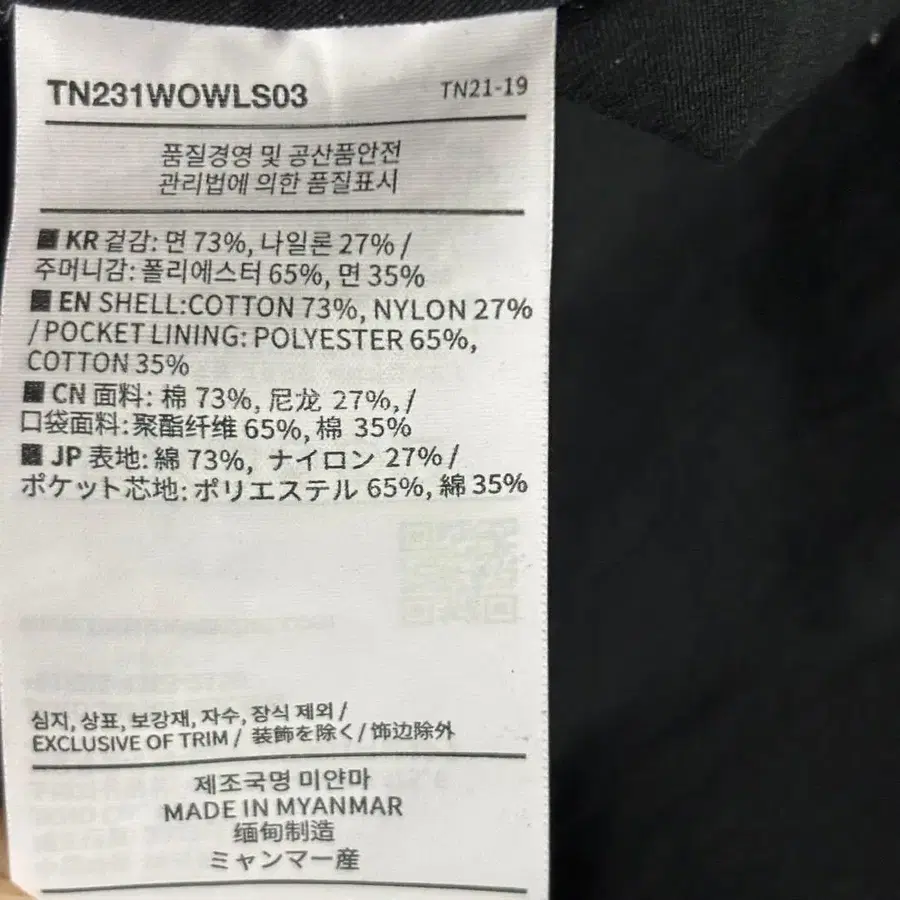 TN231WOWLS03
TN21-19
품질경영 및 공산품안전
관리법에 의한 품질표시
KR 겉감: 면 73%, 나일론 27% /
주머니감: 폴리에스터 65%, 면 35%
EN SHELL:COTTON 73%, NYLON 27%
/ POCKET LINING: POLYESTER 65%,
COTTON 35%
CN 面料: 棉 73%, 尼龙 27%, /
口袋面料: 聚酯纤维 65%, 棉 35%
JP 表地: 綿 73%, ナイロン 27% /
ポケット芯地: ポリエステル 65%, 綿 35%
심지, 상표, 보강재, 자수, 장식 제외 /
EXCLUSIVE OF TRIM / 装飾を除く / 饰边除外
제조국명 미얀마
MADE IN MYANMAR
缅甸制造
ミャンマー産